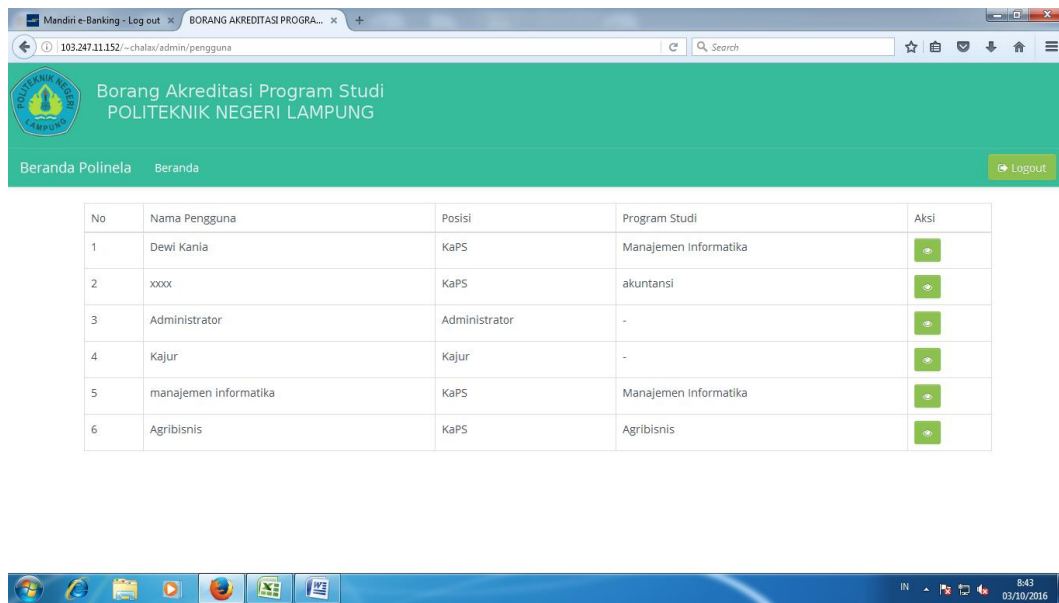 Mandiri e-Banking - Log out
BORANG AKREDITASI PROGRA...
103.247.11.152/~chalax/admin/pengguna
Search
POLITEKNIK NEGERI
LAMPUNG
Borang Akreditasi Program Studi
POLITEKNIK NEGERI LAMPUNG
Beranda Polinela Beranda Logout
No Nama Pengguna Posisi Program Studi Aksi
1 Dewi Kania KaPS Manajemen Informatika
2 xxxx KaPS akuntansi
3 Administrator Administrator -
4 Kajur Kajur -
5 manajemen informatika KaPS Manajemen Informatika
6 Agribisnis KaPS Agribisnis
IN 8:43
03/10/2016